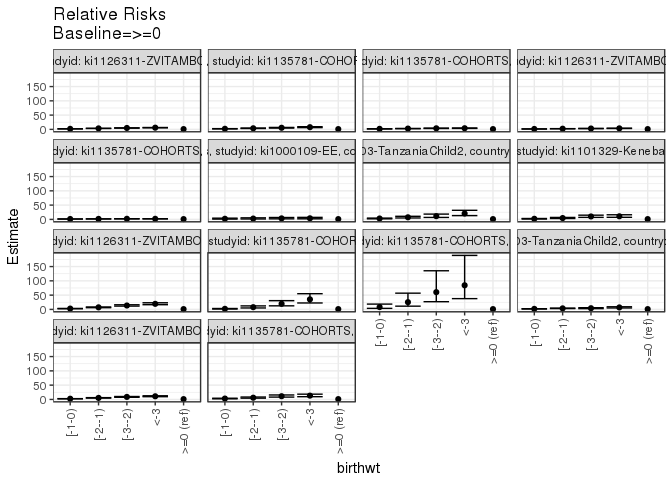 Relative Risks
Baseline=>=0
dyid: ki1126311-ZVITAMBO
, studyid: ki1135781-COHOR
dyid: ki1135781-COHORTS,
studyid: ki1126311-ZVITAMBO
dyid: ki1135781-COHORTS,
, studyid: ki1000109-EE, co
03-TanzaniaChild2, country
studyid: ki1101329-Keneba
dyid: ki1126311-ZVITAMBO
studyid: ki1135781-COHOR
dyid: ki1135781-COHORTS,
03-TanzaniaChild2, country:
dyid: ki1126311-ZVITAMBO
dyid: ki1135781-COHORTS,
150
100
50
0
150
100
50
0
150
100
50
0
150
100
50
0
Estimate
[-1-0)
[-2--1)
[-3--2)
<-3
>=0 (ref)
[-1-0)
[-2--1)
[-3--2)
<-3
>=0 (ref)
[-1-0)
[-2--1)
[-3--2)
<-3
>=0 (ref)
[-1-0)
[-2--1)
[-3--2)
<-3
>=0 (ref)
birthwt